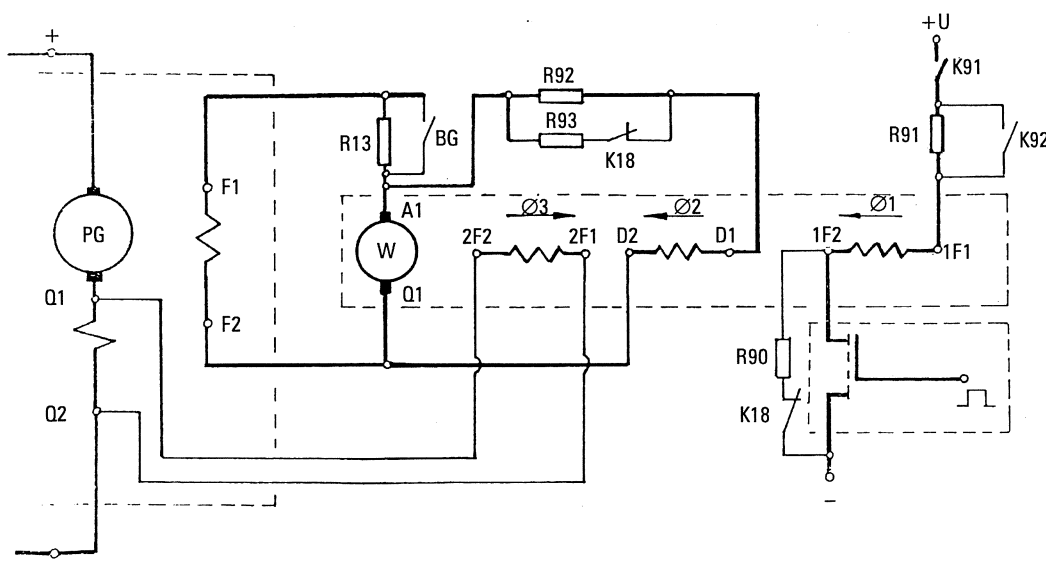 +
+U
K91
R92
R93
K18
R13
BG
R91
K92
F1
A1
Ø3
Ø2
Ø1
PG
W
2F2
2F1
D2
D1
1F2
1F1
Q1
Q1
F2
R90
K18
Q2
−